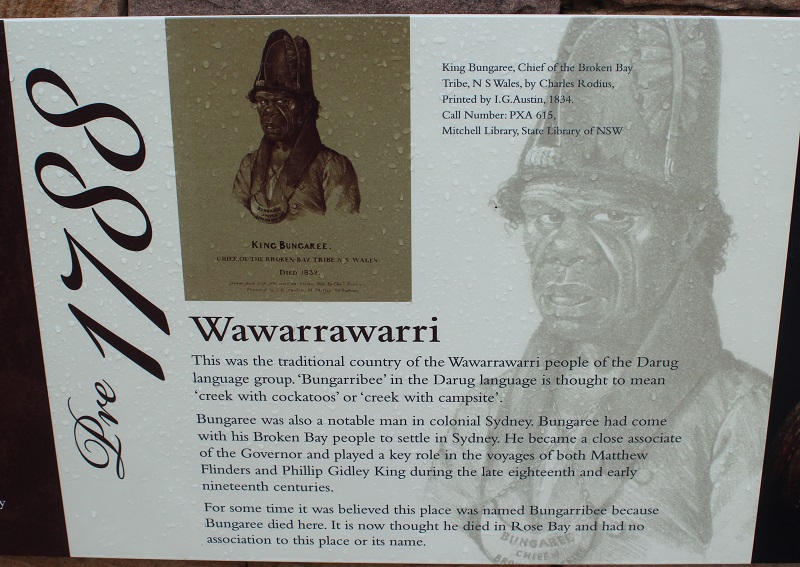 Pre 1788
BUNGAREE
KING BUNGAREE.
CHIEF OF THE BROKEN BAY TRIBE N S WALES
DIED 1832.
King Bungaree, Chief of the Broken Bay
Tribe, N S Wales, by Charles Rodius,
Printed by I.G.Austin, 1834.
Call Number: PXA 615,
Mitchell Library, State Library of NSW
Wawarrawarri
This was the traditional country of the Wawarrawarri people of the Darug
language group. ‘Bungarribee’ in the Darug language is thought to mean
‘creek with cockatoos’ or ‘creek with campsite’.
Bungaree was also a notable man in colonial Sydney. Bungaree had come
with his Broken Bay people to settle in Sydney. He became a close associate
of the Governor and played a key role in the voyages of both Matthew
Flinders and Phillip Gidley King during the late eighteenth and early
nineteenth centuries.
For some time it was believed this place was named Bungarribee because
Bungaree died here. It is now thought he died in Rose Bay and had no
association to this place or its name.
BUNGAREE
CHIEF OF
y